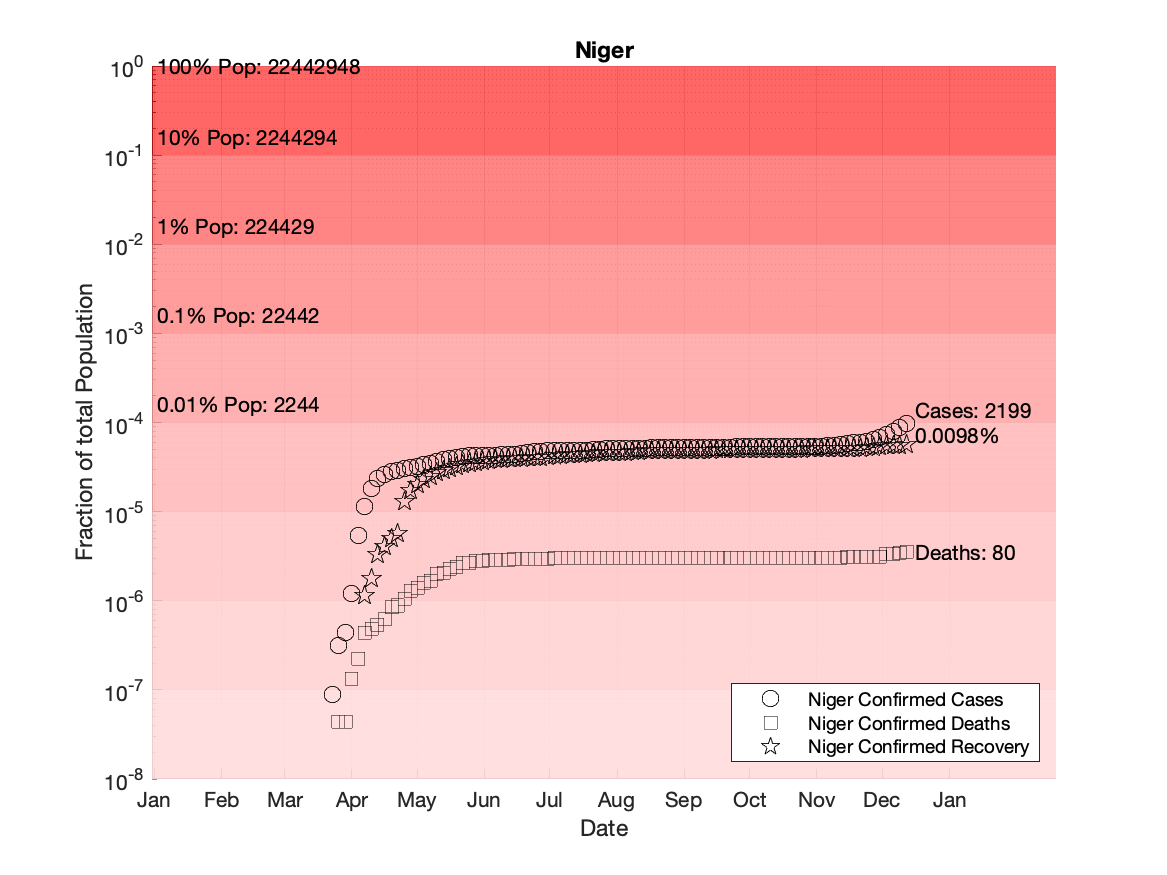 Niger
10^0
100% Pop: 22442948
10% Pop: 2244294
10^-1
1% Pop: 224429
10^-2
0.1% Pop: 22442
10^-3
0.01% Pop: 2244
10^-4
Cases: 2199
0.0098%
10^-5
Deaths: 80
10^-6
10^-7
10^-8
Fraction of total Population
Niger Confirmed Cases
Niger Confirmed Deaths
Niger Confirmed Recovery
Jan Feb Mar Apr May Jun Jul Aug Sep Oct Nov Dec Jan
Date